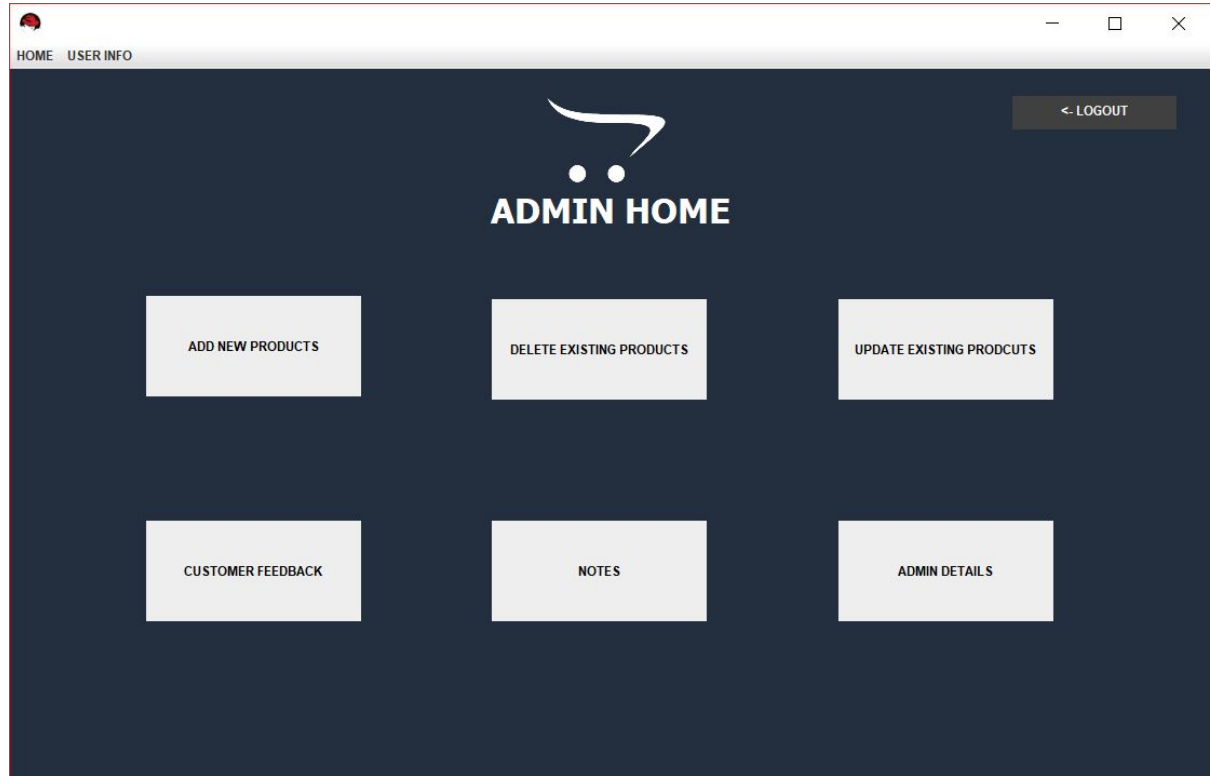 HOME USER INFO
<- LOGOUT
ADMIN HOME
ADD NEW PRODUCTS
DELETE EXISTING PRODUCTS
UPDATE EXISTING PRODCUTS
CUSTOMER FEEDBACK
NOTES
ADMIN DETAILS